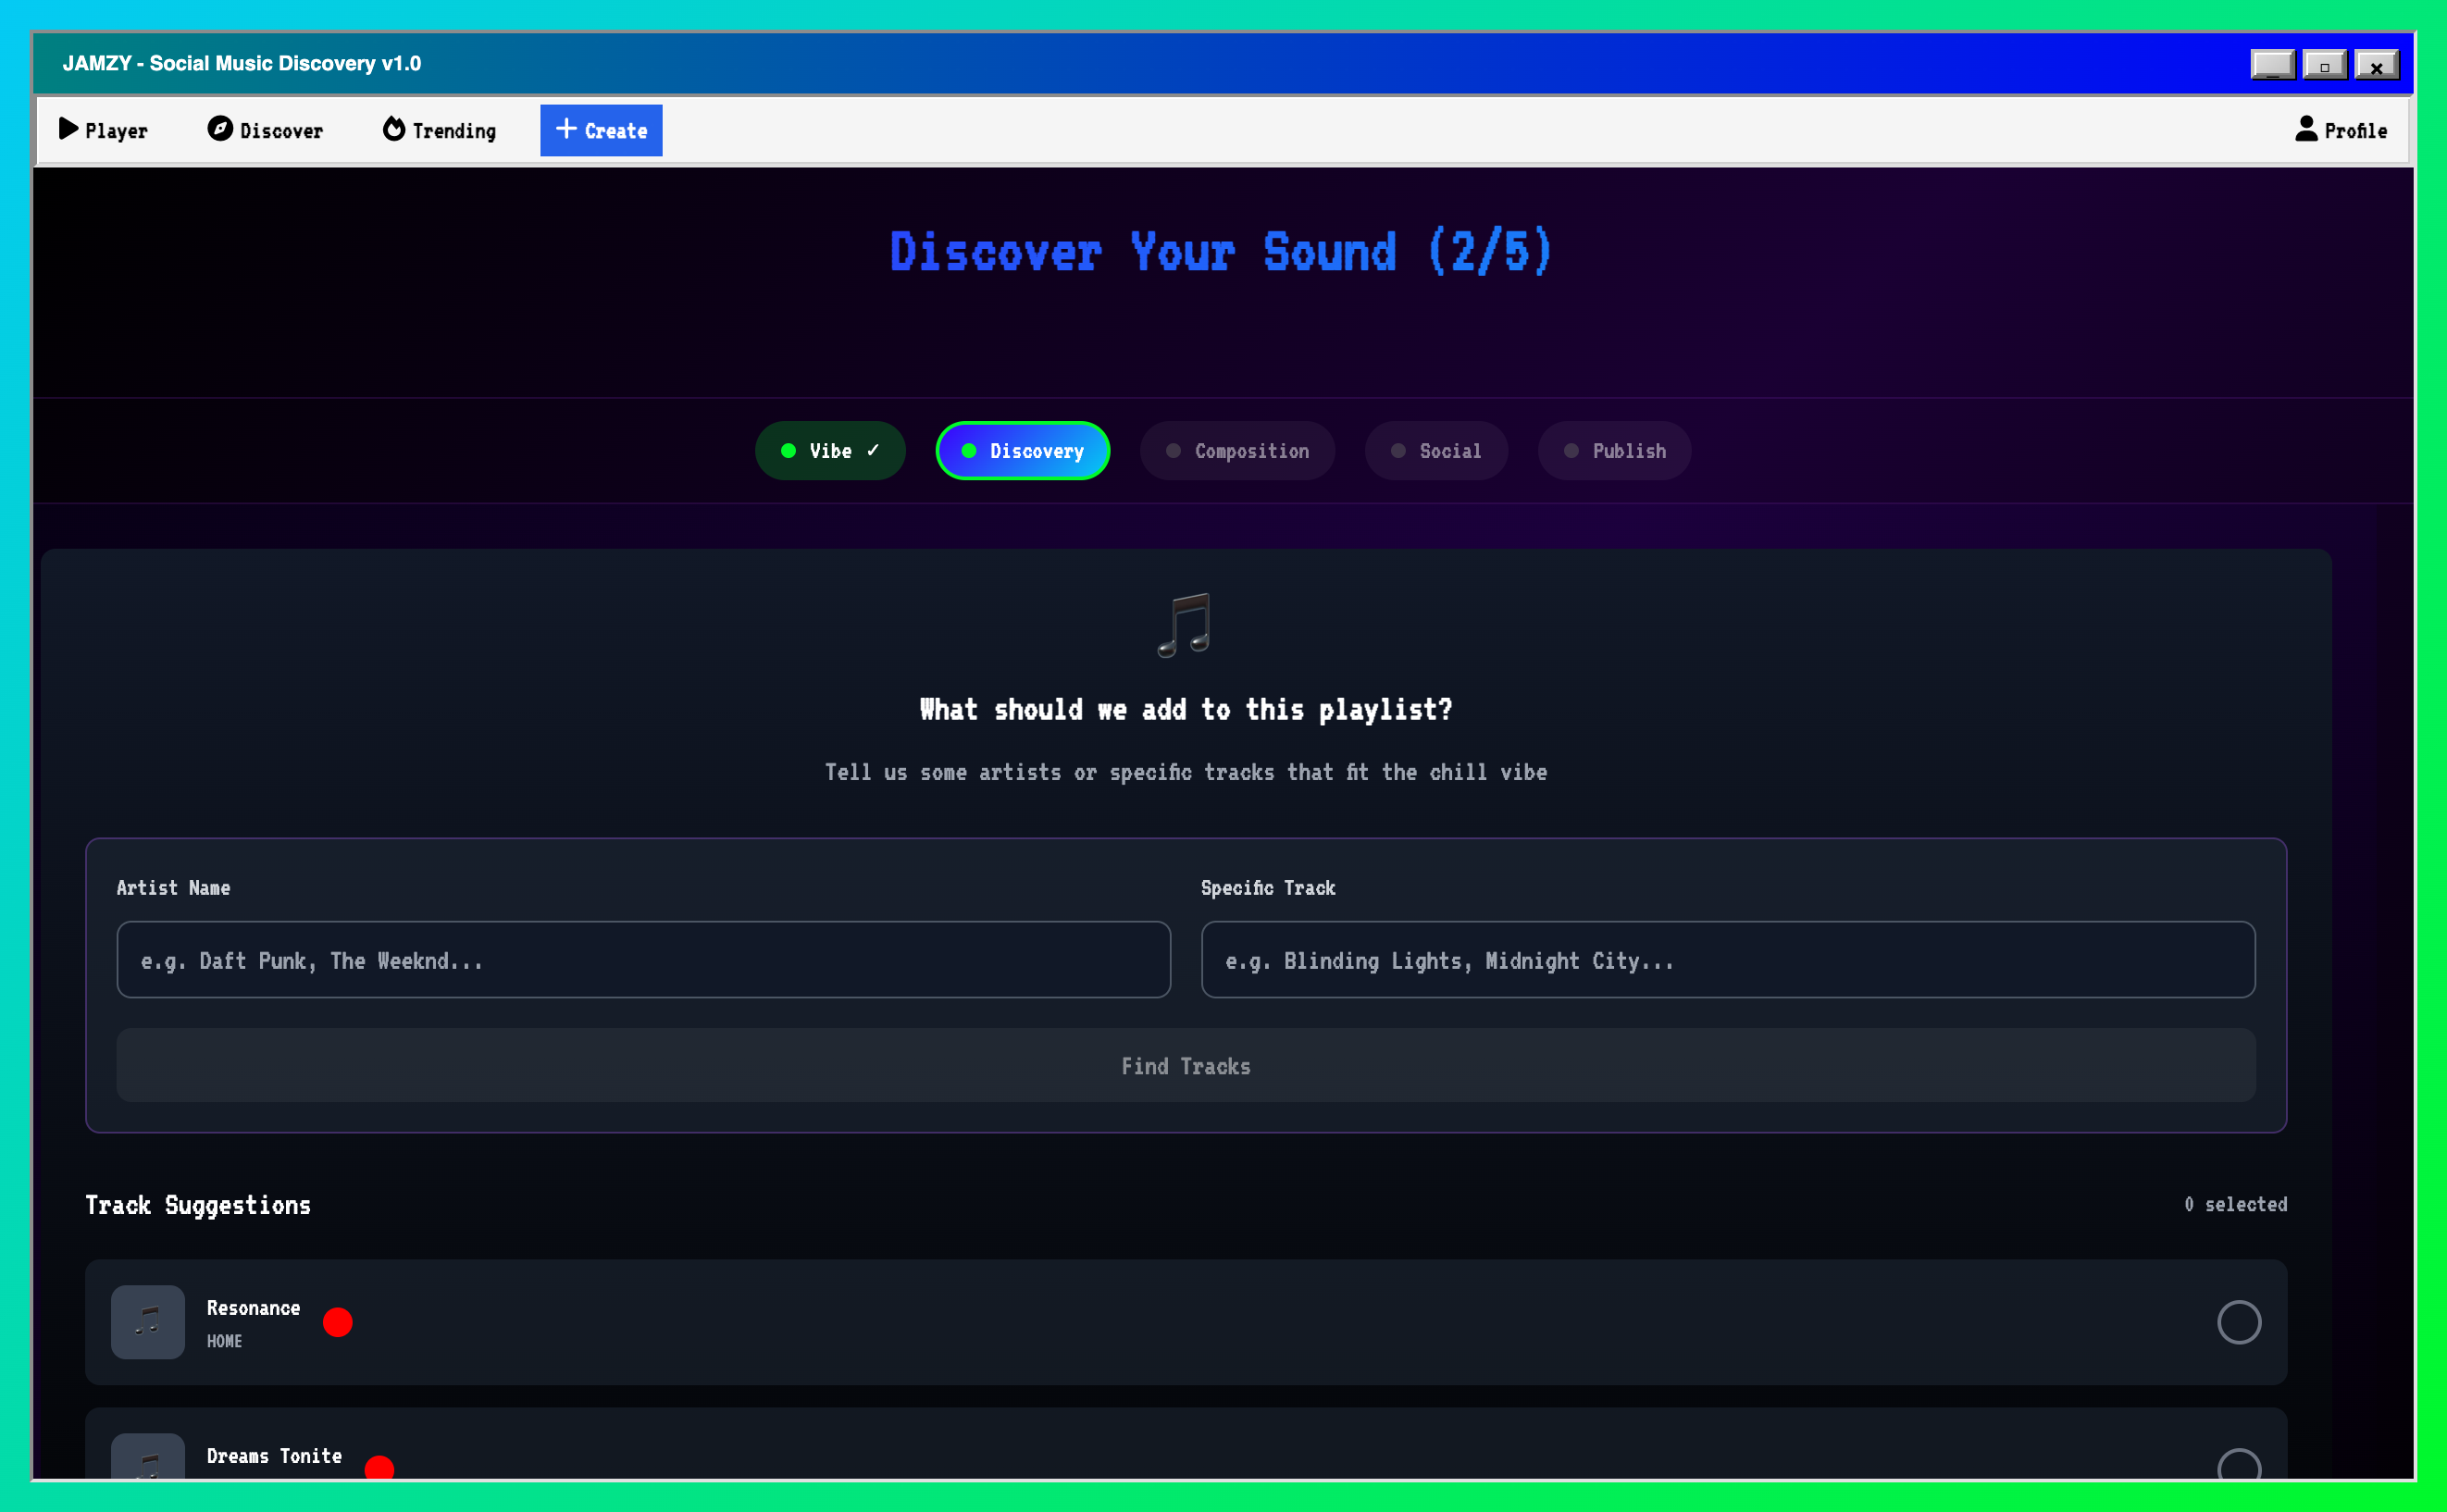 JAMZY - Social Music Discovery v1.0
Player
Discover
Trending
Create
Profile
Discover Your Sound (2/5)
Vibe ✓
Discovery
Composition
Social
Publish
What should we add to this playlist?
Tell us some artists or specific tracks that fit the chill vibe
Artist Name
Specific Track
e.g. Daft Punk, The Weeknd...
e.g. Blinding Lights, Midnight City...
Find Tracks
Track Suggestions
0 selected
Resonance
HOME
Dreams Tonite